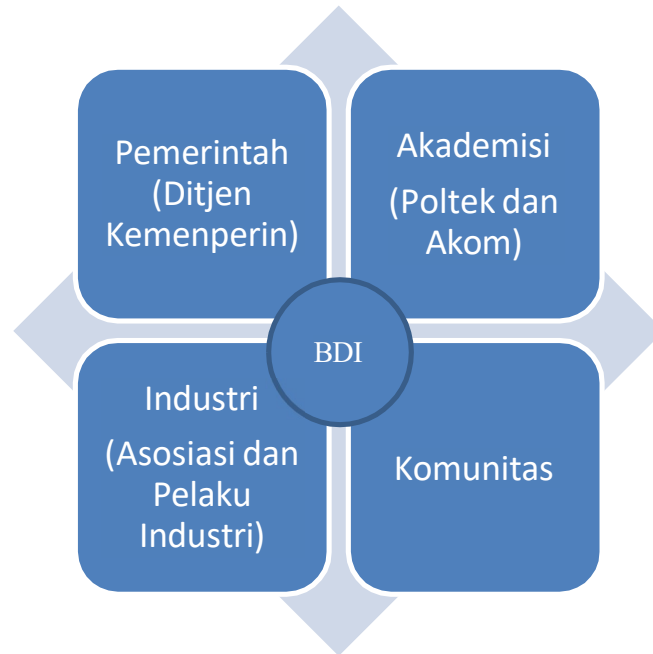 Pemerintah
(Ditjen
Kemenperin)
Akademisi
(Poltek dan
Akom)
BDI
Industri
(Asosiasi dan
Pelaku
Industri)
Komunitas